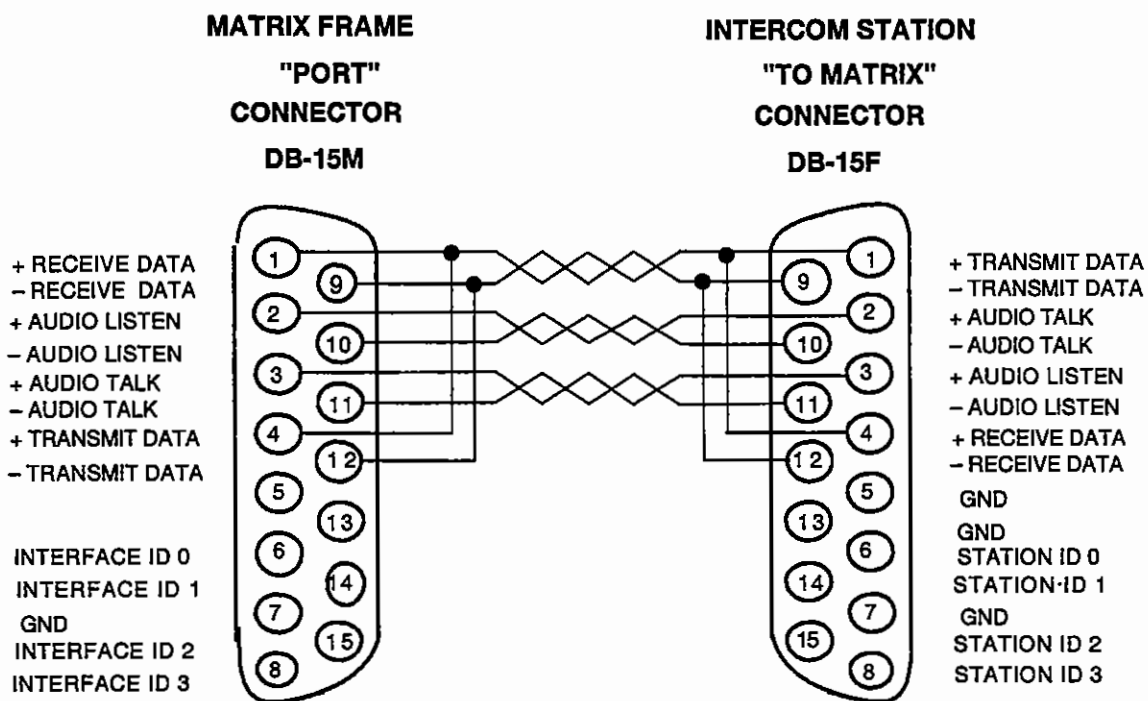 MATRIX FRAME
"PORT"
CONNECTOR
DB-15M
INTERCOM STATION
"TO MATRIX"
CONNECTOR
DB-15F
+ RECEIVE DATA
– RECEIVE DATA
+ AUDIO LISTEN
– AUDIO LISTEN
+ AUDIO TALK
– AUDIO TALK
+ TRANSMIT DATA
– TRANSMIT DATA
INTERFACE ID 0
INTERFACE ID 1
GND
INTERFACE ID 2
INTERFACE ID 3
1
9
2
10
3
11
4
12
5
13
6
14
7
15
8
1
9
2
10
3
11
4
12
5
13
6
14
7
15
8
+ TRANSMIT DATA
– TRANSMIT DATA
+ AUDIO TALK
– AUDIO TALK
+ AUDIO LISTEN
– AUDIO LISTEN
+ RECEIVE DATA
– RECEIVE DATA
GND
GND
STATION ID 0
STATION·ID 1
GND
STATION ID 2
STATION ID 3